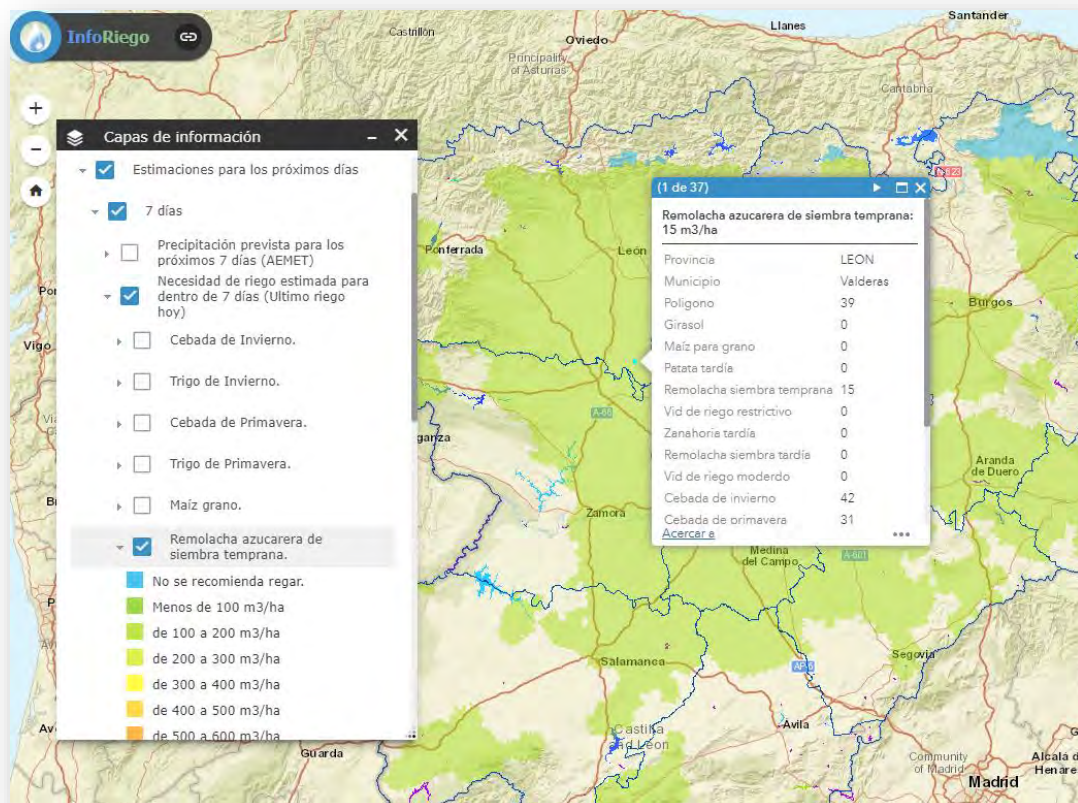 InfoRiego
+
−
Capas de información
Estimaciones para los próximos días
7 días
Precipitación prevista para los
próximos 7 días (AEMET)
Necesidad de riego estimada para
dentro de 7 días (Ultimo riego
hoy)
Cebada de Invierno.
Trigo de Invierno.
Cebada de Primavera.
Trigo de Primavera.
Maíz grano.
Remolacha azucarera de
siembra temprana.
No se recomienda regar.
Menos de 100 m3/ha
de 100 a 200 m3/ha
de 200 a 300 m3/ha
de 300 a 400 m3/ha
de 400 a 500 m3/ha
de 500 a 600 m3/ha
(1 de 37)
Remolacha azucarera de siembra temprana:
15 m3/ha
Provincia LEON
Municipio Valderas
Poligono 39
Girasol 0
Maíz para grano 0
Patata tardía 0
Remolacha siembra temprana 15
Vid de riego restrictivo 0
Zanahoria tardía 0
Remolacha siembra tardía 0
Vid de riego moderdo 0
Cebada de invierno 42
Cebada de primavera 31
Acercar a
Castrillón
Oviedo
Llanes
Santander
Principality
of Asturias
Cantabria
Ponferrada
León
Burgos
Vigo
ganza
Zamora
Aranda
de Duero
Medina
del Campo
A-601
Salamanca
Segovia
AP-6
Ávila
Castilla
and León
Guarda
Community
of Madrid
Alcalá d
Henare
Madrid